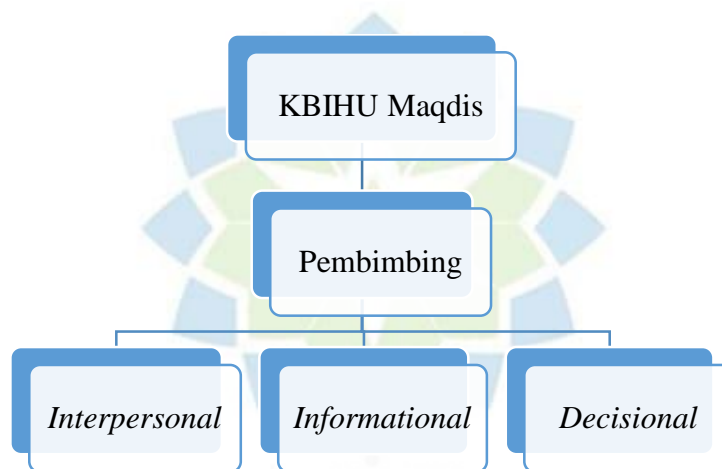 KBIHU Maqdis
Pembimbing
Interpersonal
Informational
Decisional